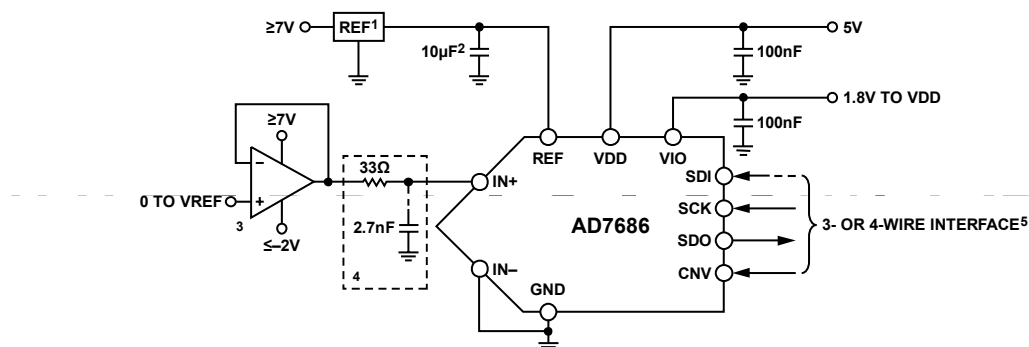 ≥7V
REF1
10µF2
5V
100nF
1.8V TO VDD
100nF
≥7V
REF
VDD
VIO
33Ω
−
IN+
SDI
0 TO VREF
+
3
SCK
3- OR 4-WIRE INTERFACE5
2.7nF
AD7686
SDO
≤–2V
4
IN–
CNV
GND